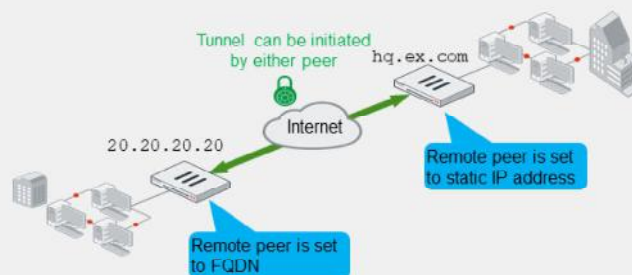 Tunnel can be initiated
by either peer
hq.ex.com
Internet
20.20.20.20
Remote peer is set
to static IP address
Remote peer is set
to FQDN